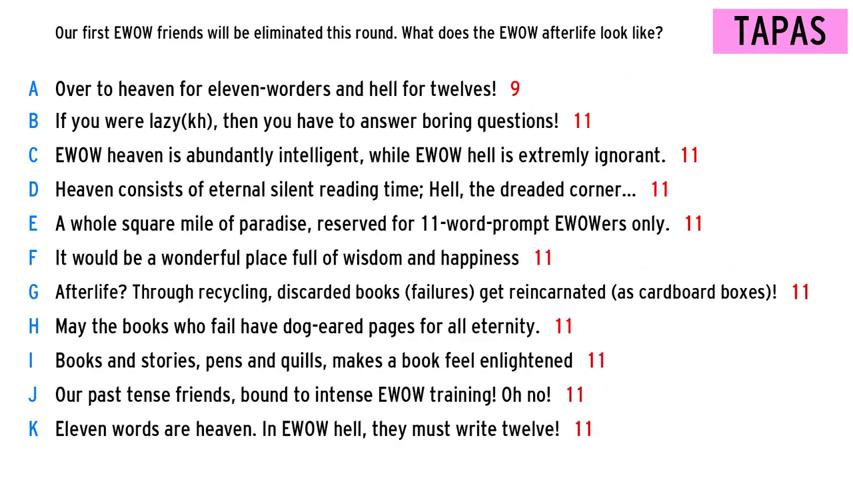 Our first EWOW friends will be eliminated this round. What does the EWOW afterlife look like?
TAPAS
A Over to heaven for eleven-worders and hell for twelves! 9
B If you were lazy(kh), then you have to answer boring questions! 11
C EWOW heaven is abundantly intelligent, while EWOW hell is extremly ignorant. 11
D Heaven consists of eternal silent reading time; Hell, the dreaded corner... 11
E A whole square mile of paradise, reserved for 11-word-prompt EWOWers only. 11
F It would be a wonderful place full of wisdom and happiness 11
G Afterlife? Through recycling, discarded books (failures) get reincarnated (as cardboard boxes)! 11
H May the books who fail have dog-eared pages for all eternity. 11
I Books and stories, pens and quills, makes a book feel enlightened 11
J Our past tense friends, bound to intense EWOW training! Oh no! 11
K Eleven words are heaven. In EWOW hell, they must write twelve! 11